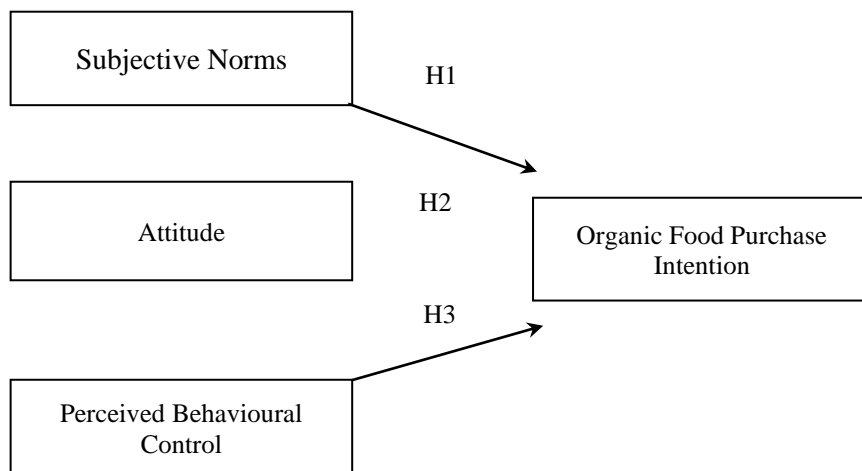 Subjective Norms
H1
Attitude
H2
Organic Food Purchase
Intention
H3
Perceived Behavioural
Control